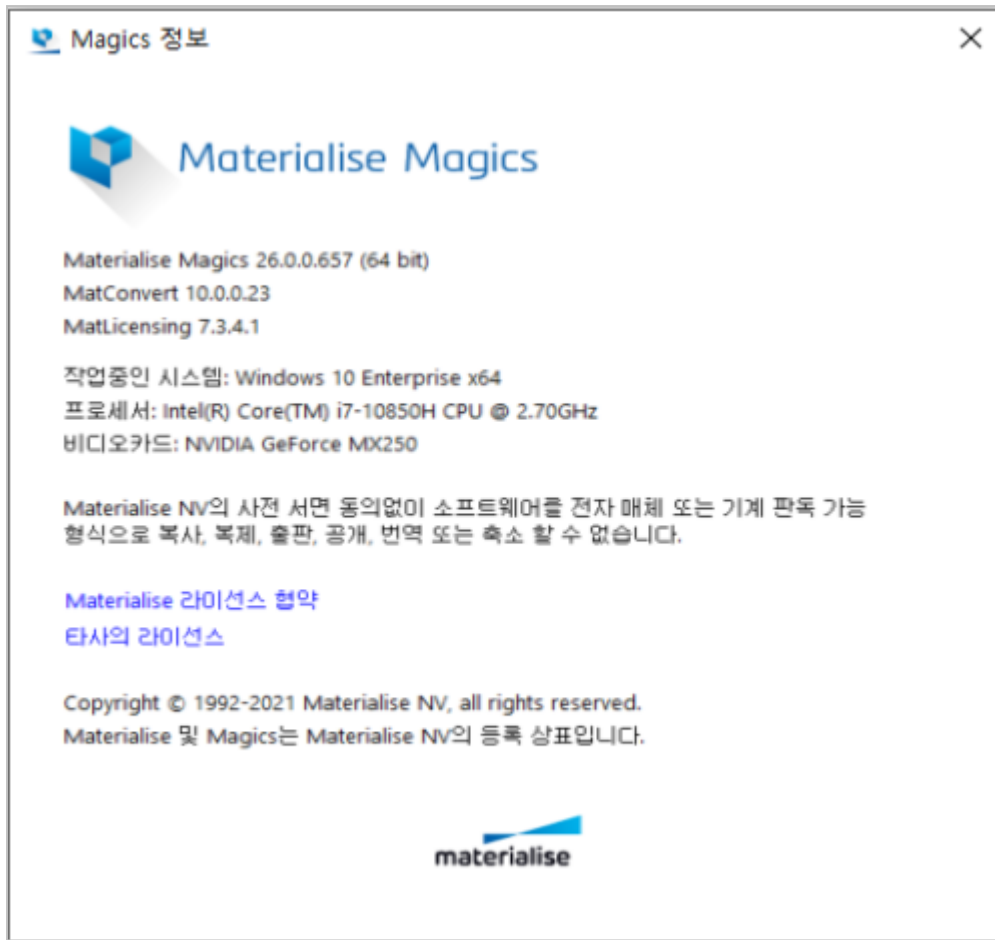 Magics 정보
Materialise Magics
Materialise Magics 26.0.0.657 (64 bit)
MatConvert 10.0.0.23
MatLicensing 7.3.4.1
작업중인 시스템: Windows 10 Enterprise x64
프로세서: Intel(R) Core(TM) i7-10850H CPU @ 2.70GHz
비디오카드: NVIDIA GeForce MX250
Materialise NV의 사전 서면 동의없이 소프트웨어를 전자 매체 또는 기계 판독 가능
형식으로 복사, 복제, 출판, 공개, 번역 또는 축소 할 수 없습니다.
Materialise 라이선스 협약
타사의 라이선스
Copyright © 1992-2021 Materialise NV, all rights reserved.
Materialise 및 Magics는 Materialise NV의 등록 상표입니다.
materialise